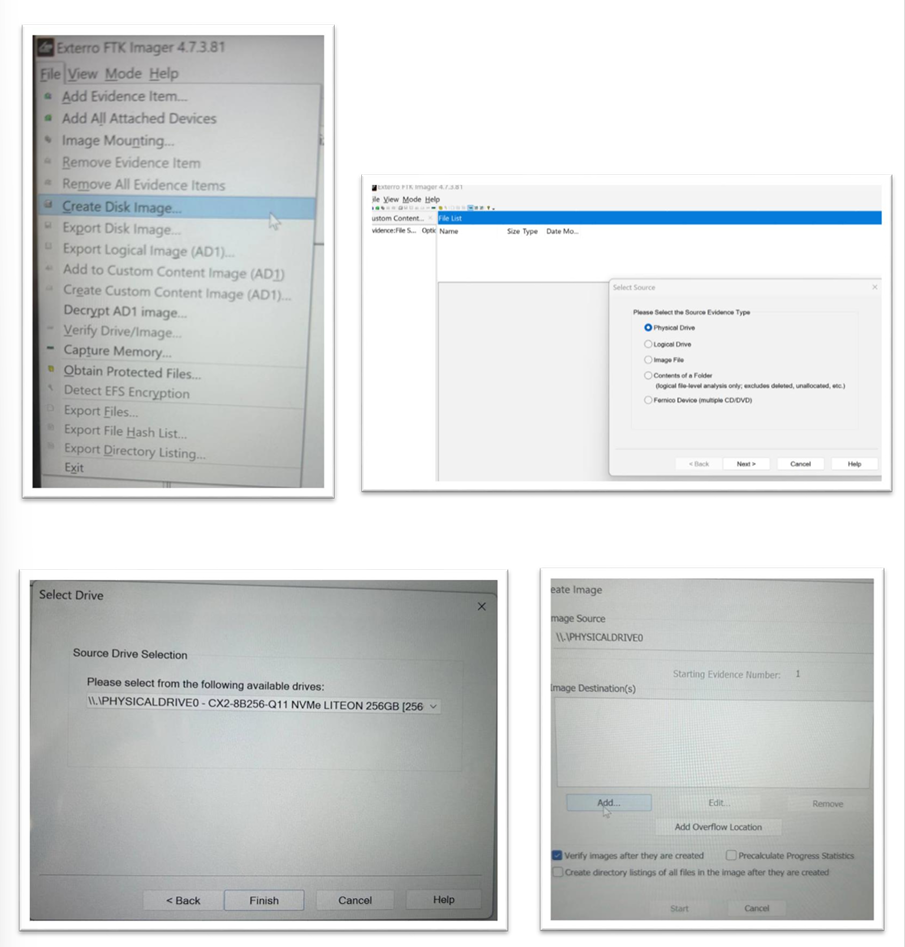 Exterro FTK Imager 4.7.3.81
File View Mode Help
Add Evidence Item...
Add All Attached Devices
Image Mounting...
Remove Evidence Item
Remove All Evidence Items
Create Disk Image...
Export Disk Image...
Export Logical Image (AD1)...
Add to Custom Content Image (AD1)
Create Custom Content Image (AD1)...
Decrypt AD1 image...
Verify Drive/Image...
Capture Memory...
Obtain Protected Files...
Detect EFS Encryption
Export Files...
Export File Hash List...
Export Directory Listing...
Exit
Exterro FTK Imager 4.7.3.81
ile View Mode Help
ustom Content... File List
vidence:File S... Optic Name Size Type Date Mo...
Select Source
Please Select the Source Evidence Type
Physical Drive
Logical Drive
Image File
Contents of a Folder
(logical file-level analysis only; excludes deleted, unallocated, etc.)
Fernico Device (multiple CD/DVD)
< Back Next > Cancel Help
Select Drive
Source Drive Selection
Please select from the following available drives:
\\.\PHYSICALDRIVE0 - CX2-8B256-Q11 NVMe LITEON 256GB [256
< Back Finish Cancel Help
eate Image
mage Source
\\.\PHYSICALDRIVE0
Starting Evidence Number: 1
Image Destination(s)
Add... Edit... Remove
Add Overflow Location
Verify images after they are created Precalculate Progress Statistics
Create directory listings of all files in the image after they are created
Start Cancel